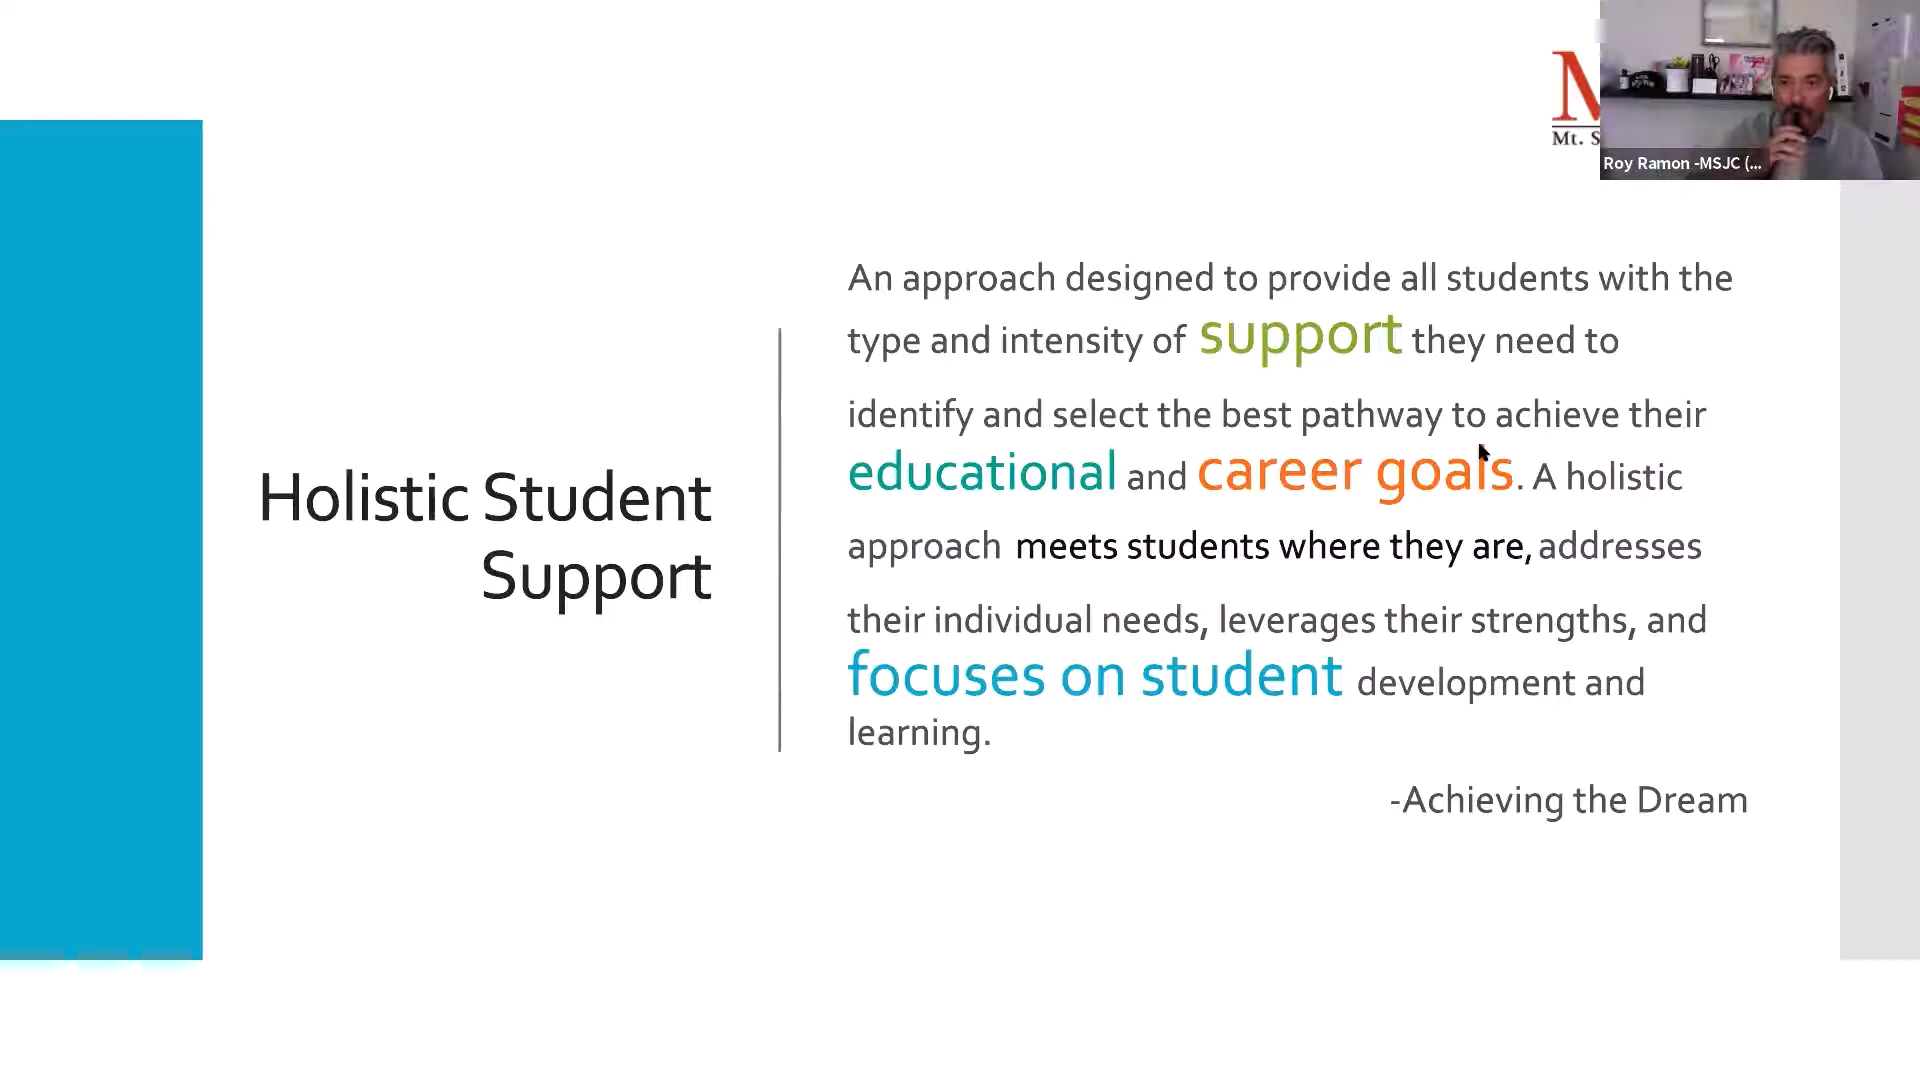 M
Mt. S
Roy Ramon -MSJC (...
Holistic Student
Support
An approach designed to provide all students with the
type and intensity of support they need to
identify and select the best pathway to achieve their
educational and career goals. A holistic
approach meets students where they are, addresses
their individual needs, leverages their strengths, and
focuses on student development and
learning.
-Achieving the Dream